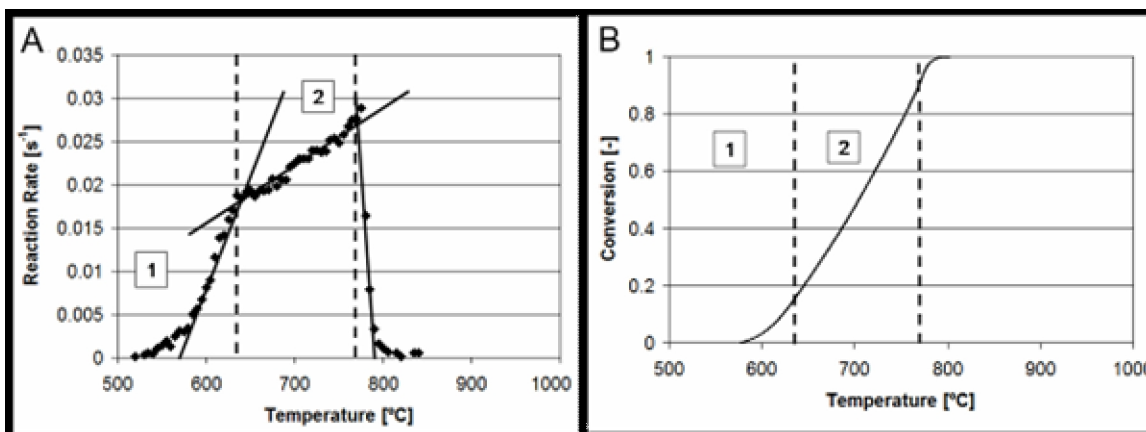 A
Reaction Rate [s⁻¹]
0.035
0.03
0.025
0.02
0.015
0.01
0.005
0
1
2
500 600 700 800 900 1000
Temperature [ºC]
B
Conversion [-]
1
0.8
0.6
0.4
0.2
0
1
2
500 600 700 800 900 1000
Temperature [ºC]